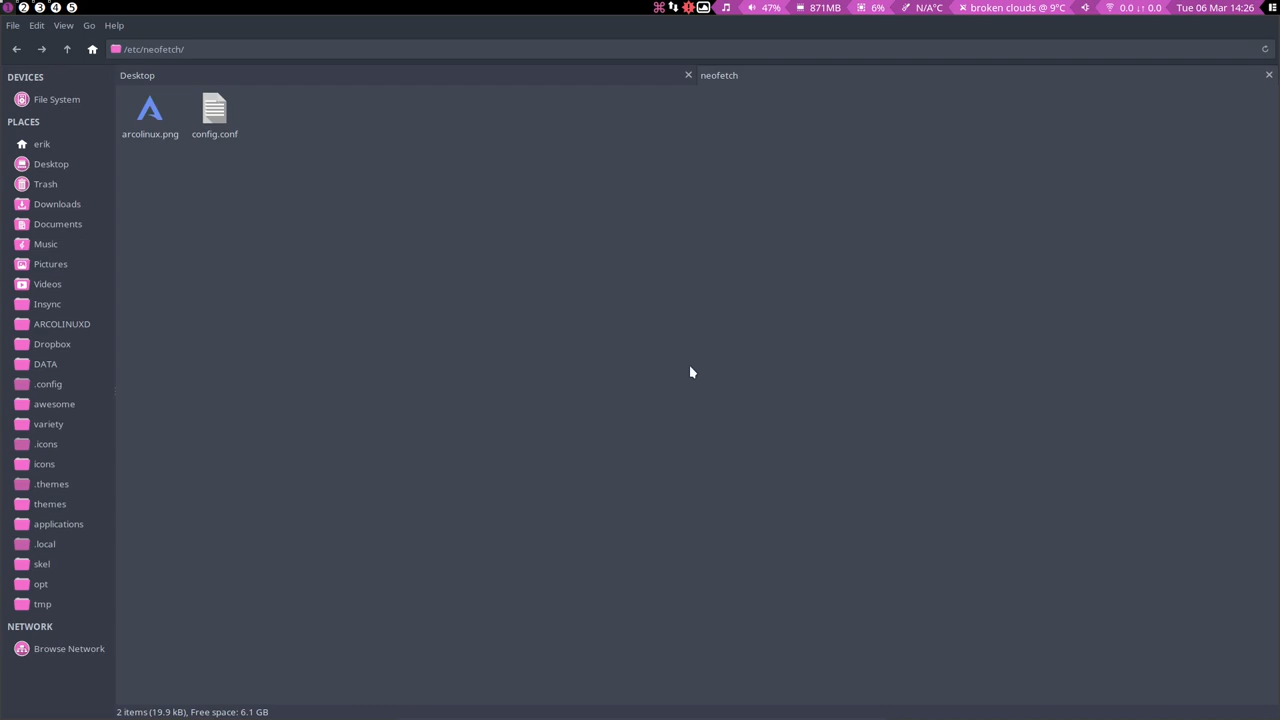 1 2 3 4 5
47% 871MB 6% N/A°C broken clouds @ 9°C 0.0 ↓↑ 0.0 Tue 06 Mar 14:26
File Edit View Go Help
/etc/neofetch/
DEVICES
File System
PLACES
erik
Desktop
Trash
Downloads
Documents
Music
Pictures
Videos
Insync
ARCOLINUXD
Dropbox
DATA
.config
awesome
variety
.icons
icons
.themes
themes
applications
.local
skel
opt
tmp
NETWORK
Browse Network
Desktop
neofetch
arcolinux.png
config.conf
2 items (19.9 kB), Free space: 6.1 GB